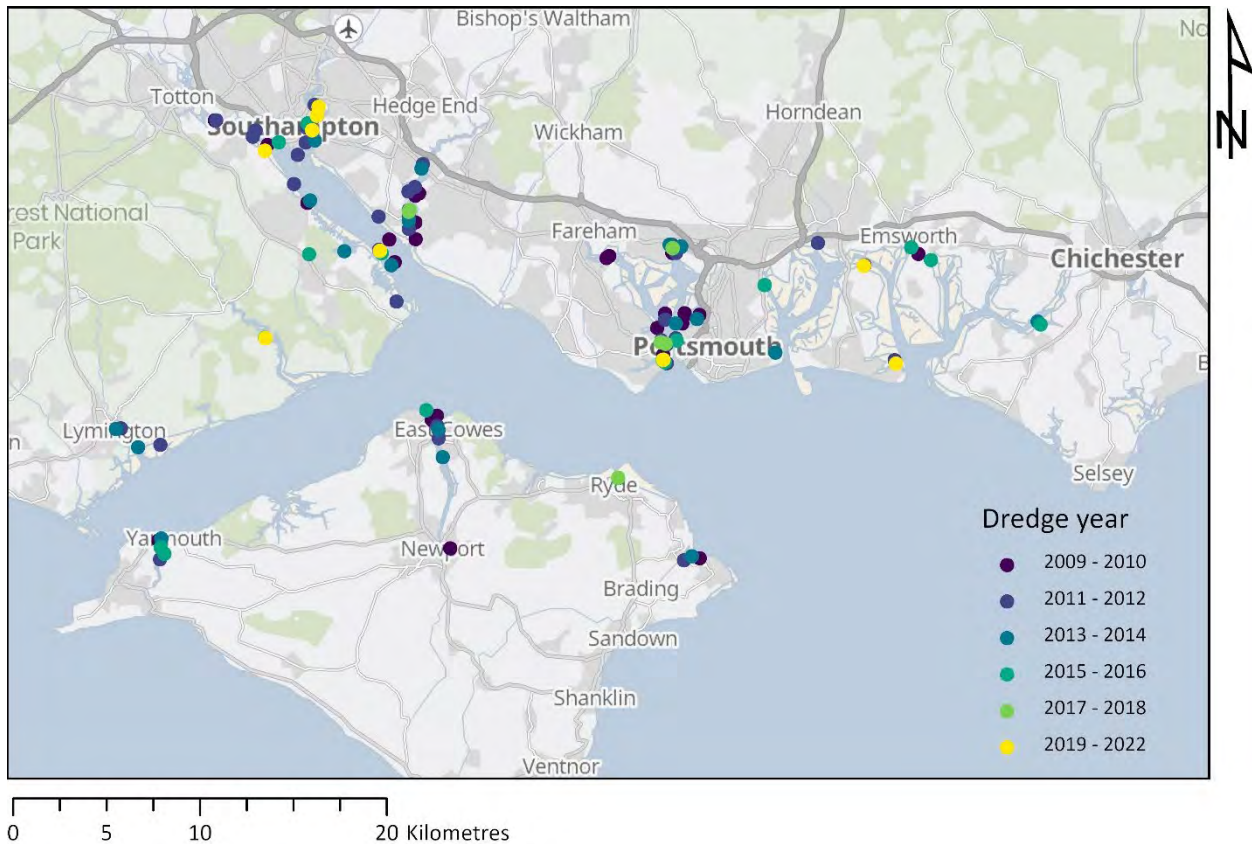 Bishop's Waltham
No
Totton
Hedge End
Southampton
Horndean
Wickham
rest National
Park
Fareham
Emsworth
Chichester
Portsmouth
B
Lymington
n
East Cowes
Selsey
Ryde
Yarmouth
Newport
Brading
Sandown
Shanklin
Ventnor
Dredge year
2009 - 2010
2011 - 2012
2013 - 2014
2015 - 2016
2017 - 2018
2019 - 2022
N
0 5 10 20 Kilometres